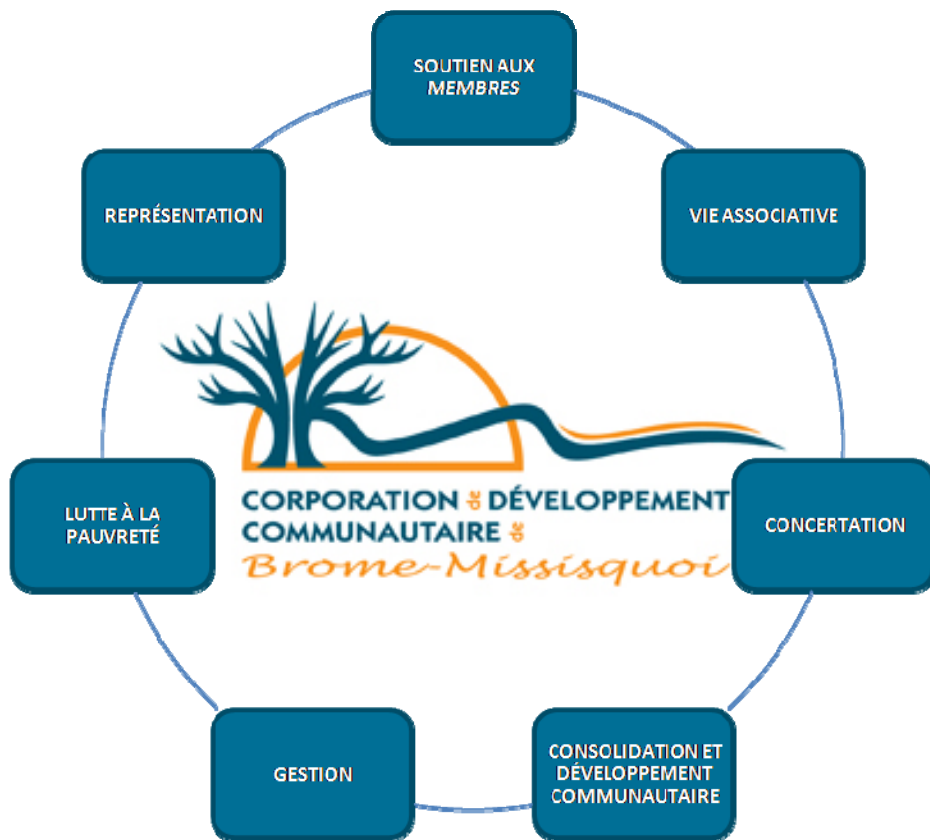 SOUTIEN AUX
MEMBRES
REPRÉSENTATION
VIE ASSOCIATIVE
CORPORATION de DÉVELOPPEMENT
COMMUNAUTAIRE de
Brome-Missisquoi
LUTTE À LA
PAUVRETÉ
CONCERTATION
GESTION
CONSOLIDATION ET
DÉVELOPPEMENT
COMMUNAUTAIRE